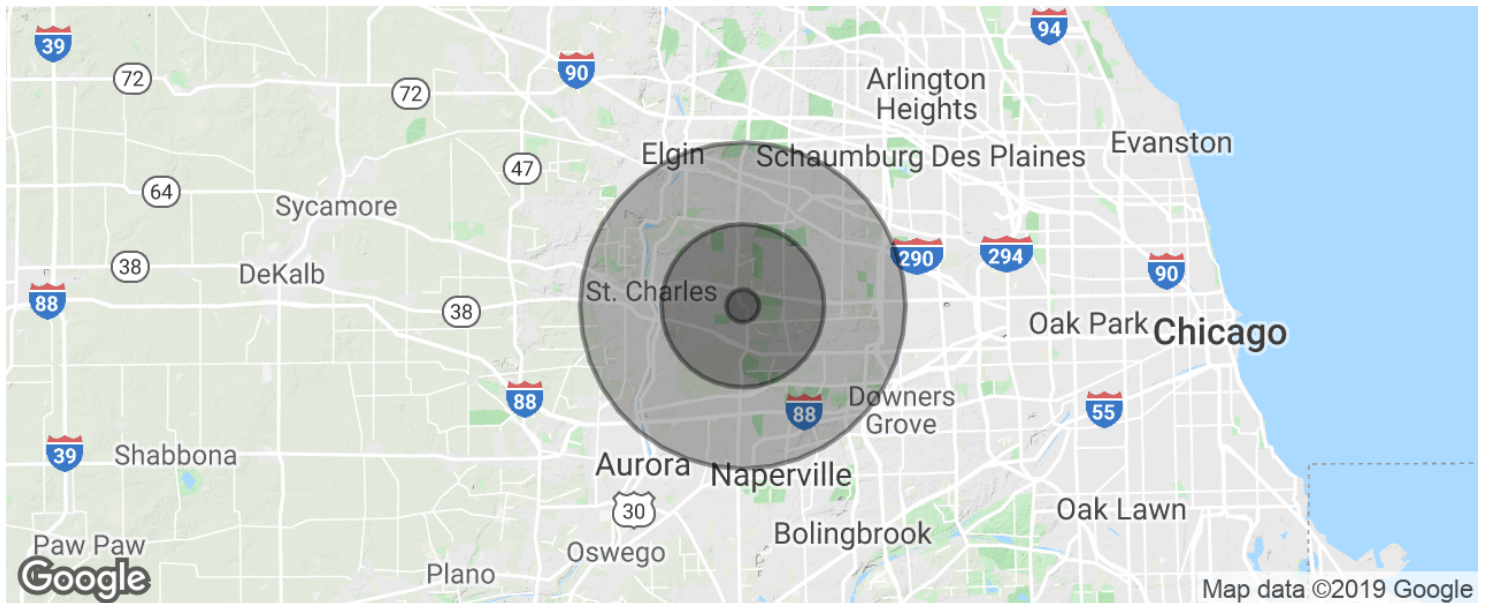 39
94
90
72
72
Arlington
Heights
Evanston
Elgin
Schaumburg
Des Plaines
47
64
Sycamore
38
DeKalb
290
294
90
88
St. Charles
38
Oak Park
Chicago
88
88
Downers
Grove
55
39
Shabbona
Aurora
Naperville
30
Oak Lawn
Bolingbrook
Paw Paw
Oswego
Plano
Google
Map data ©2019 Google